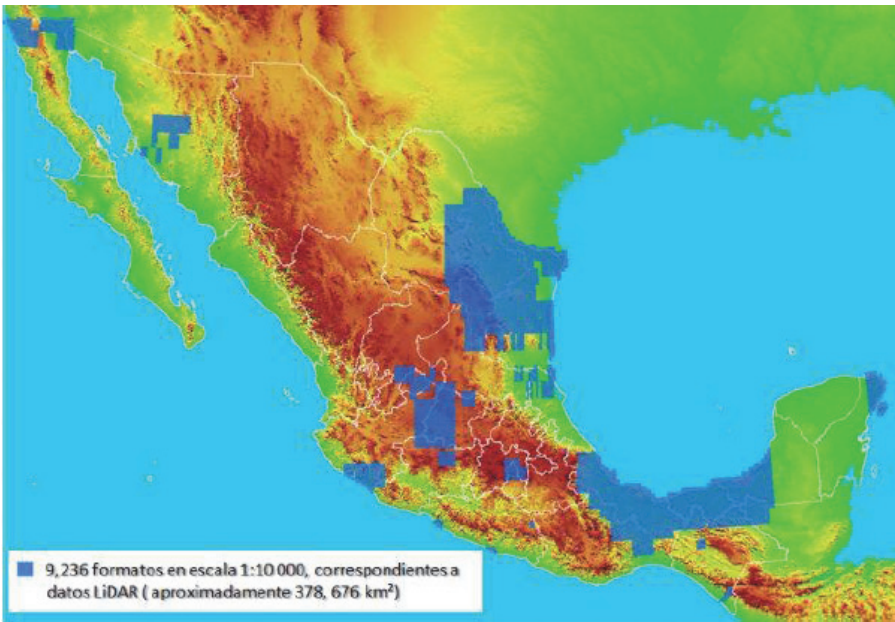 9,236 formatos en escala 1:10 000, correspondientes a
datos LiDAR ( aproximadamente 378, 676 km²)